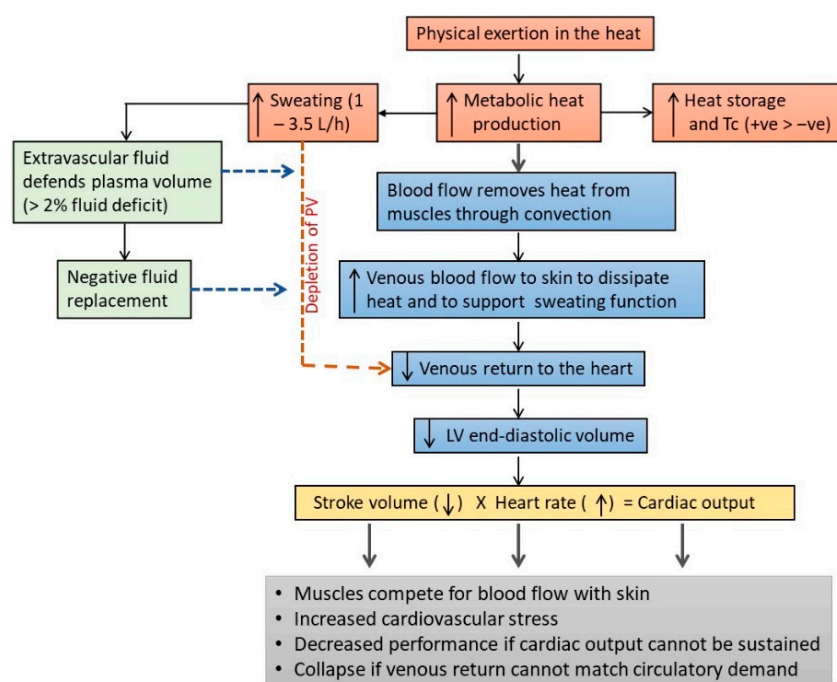 Physical exertion in the heat
↑ Sweating (1
– 3.5 L/h)
↑ Metabolic heat
production
↑ Heat storage
and Tc (+ve > –ve)
Extravascular fluid
defends plasma volume
(> 2% fluid deficit)
Blood flow removes heat from
muscles through convection
Negative fluid
replacement
Depletion of PV
↑ Venous blood flow to skin to dissipate
heat and to support sweating function
↓ Venous return to the heart
↓ LV end-diastolic volume
Stroke volume (↓) X Heart rate (↑) = Cardiac output
• Muscles compete for blood flow with skin
• Increased cardiovascular stress
• Decreased performance if cardiac output cannot be sustained
• Collapse if venous return cannot match circulatory demand